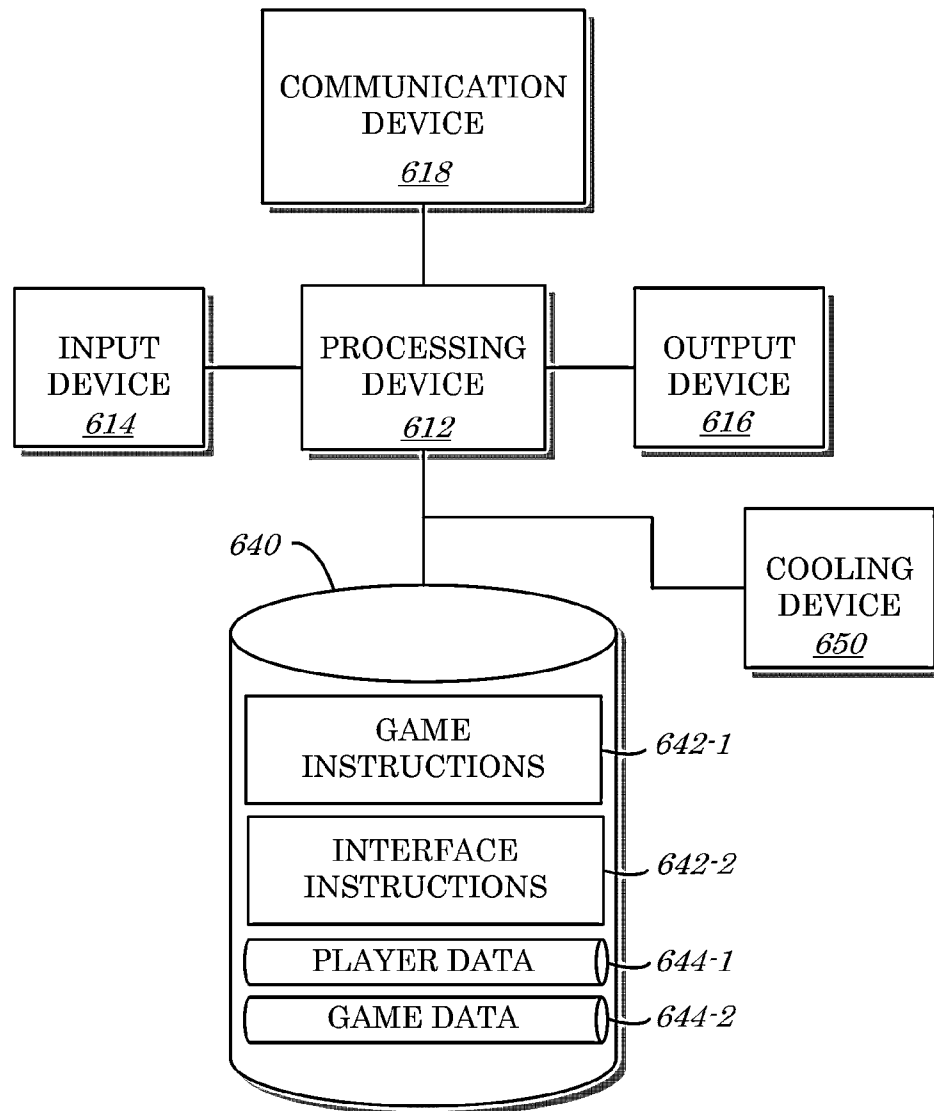 COMMUNICATION
DEVICE
618
INPUT
DEVICE
614
PROCESSING
DEVICE
612
OUTPUT
DEVICE
616
640
COOLING
DEVICE
650
GAME
INSTRUCTIONS
642-1
INTERFACE
INSTRUCTIONS
642-2
PLAYER DATA
644-1
GAME DATA
644-2